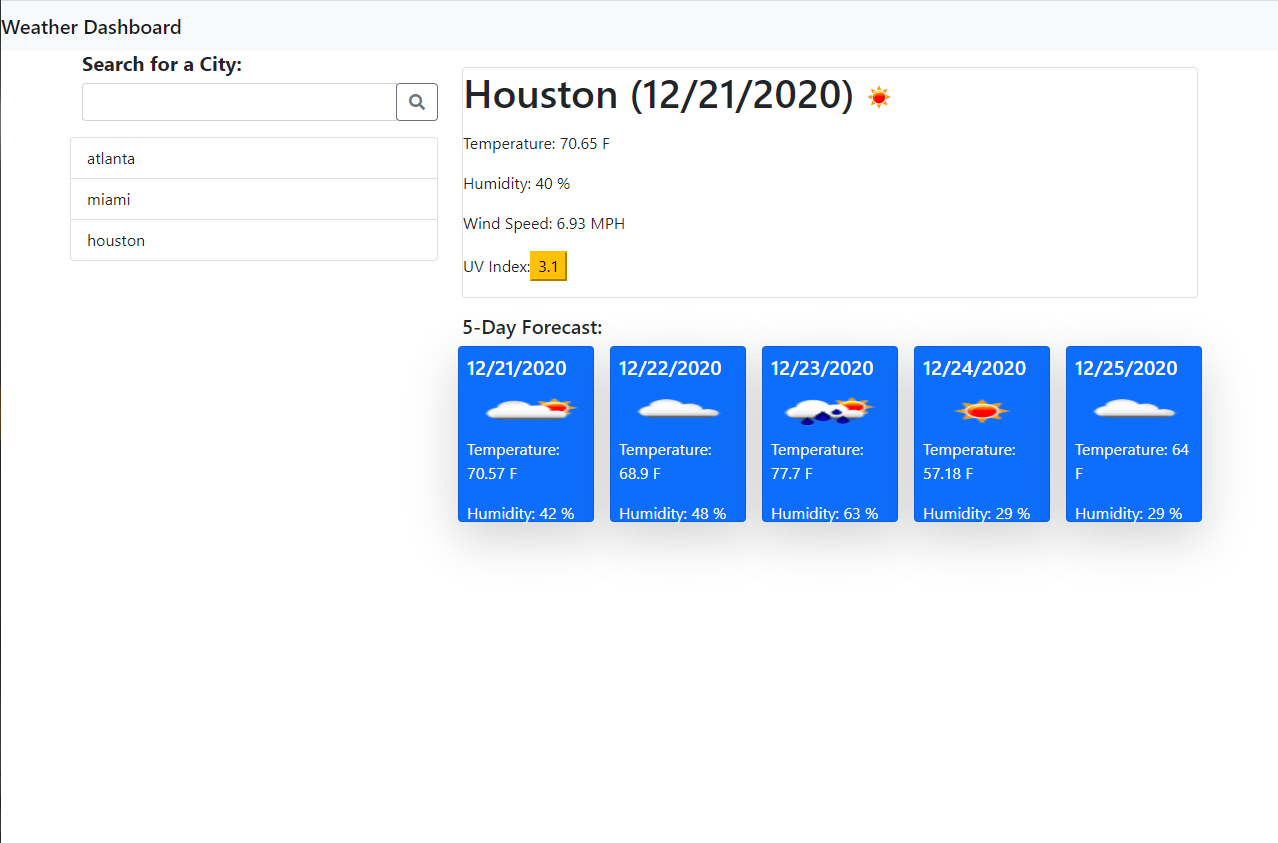 Weather Dashboard
Search for a City:
atlanta
miami
houston
Houston (12/21/2020)
Temperature: 70.65 F
Humidity: 40 %
Wind Speed: 6.93 MPH
UV Index: 3.1
5-Day Forecast:
12/21/2020
Temperature:
70.57 F
Humidity: 42 %
12/22/2020
Temperature:
68.9 F
Humidity: 48 %
12/23/2020
Temperature:
77.7 F
Humidity: 63 %
12/24/2020
Temperature:
57.18 F
Humidity: 29 %
12/25/2020
Temperature: 64
F
Humidity: 29 %